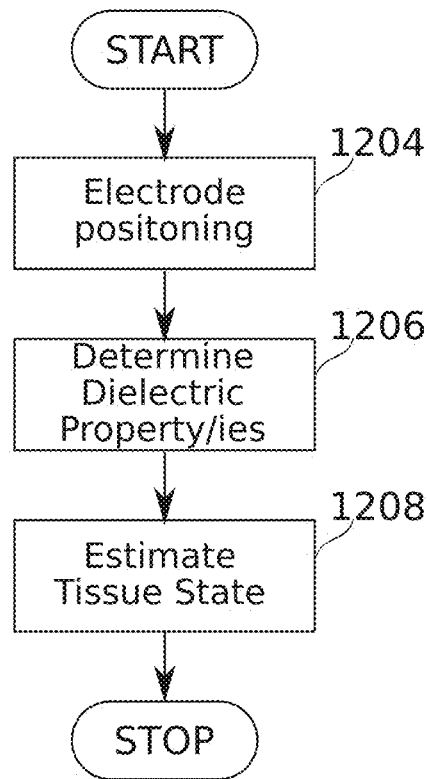 START
1204
Electrode
positoning
1206
Determine
Dielectric
Property/ies
1208
Estimate
Tissue State
STOP